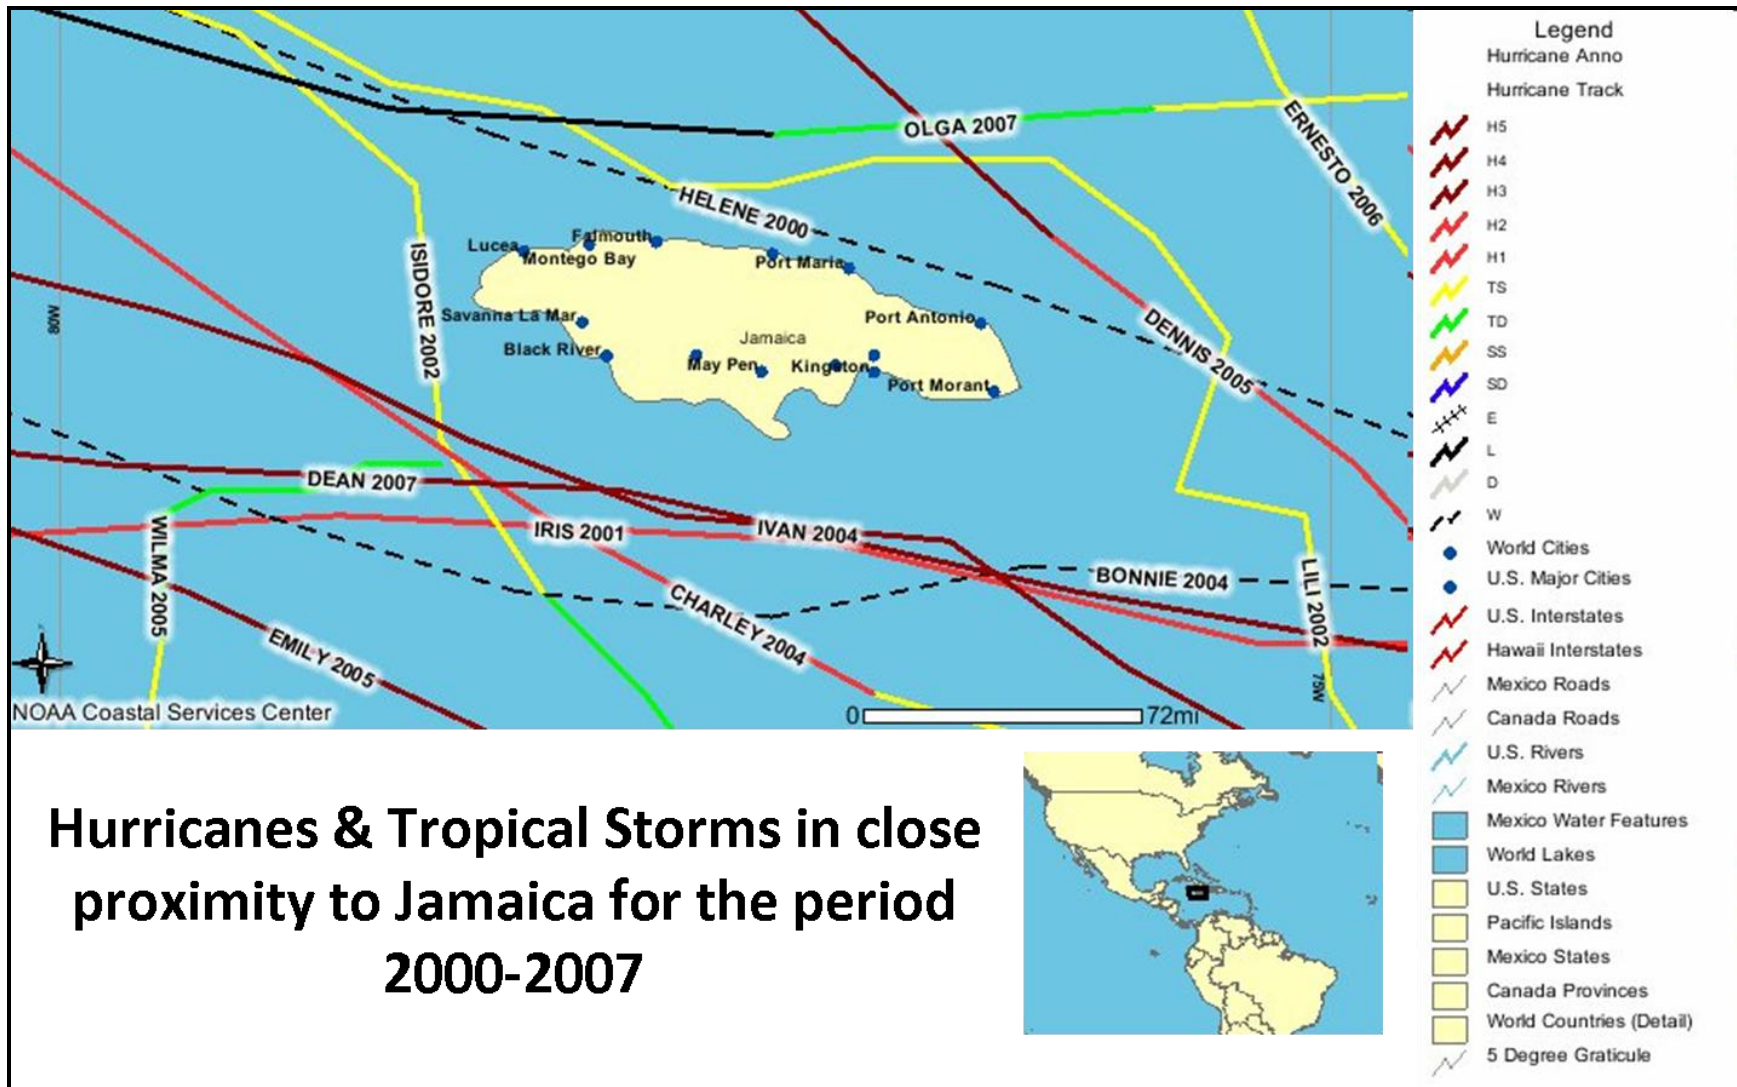 OLGA 2007
ERNESTO 2006
HELENE 2000
ISIDORE 2002
Lucea
Falmouth
Montego Bay
Port Maria
80W
Savanna La Mar
Port Antonio
DENNIS 2005
Jamaica
Black River
May Pen
Kingston
Port Morant
DEAN 2007
WILMA 2005
IRIS 2001
IVAN 2004
BONNIE 2004
LILI 2002
CHARLEY 2004
EMILY 2005
75W
NOAA Coastal Services Center
0 72mi
Hurricanes & Tropical Storms in close
proximity to Jamaica for the period
2000-2007
Legend
Hurricane Anno
Hurricane Track
H5
H4
H3
H2
H1
TS
TD
SS
SD
E
L
D
W
World Cities
U.S. Major Cities
U.S. Interstates
Hawaii Interstates
Mexico Roads
Canada Roads
U.S. Rivers
Mexico Rivers
Mexico Water Features
World Lakes
U.S. States
Pacific Islands
Mexico States
Canada Provinces
World Countries (Detail)
5 Degree Graticule